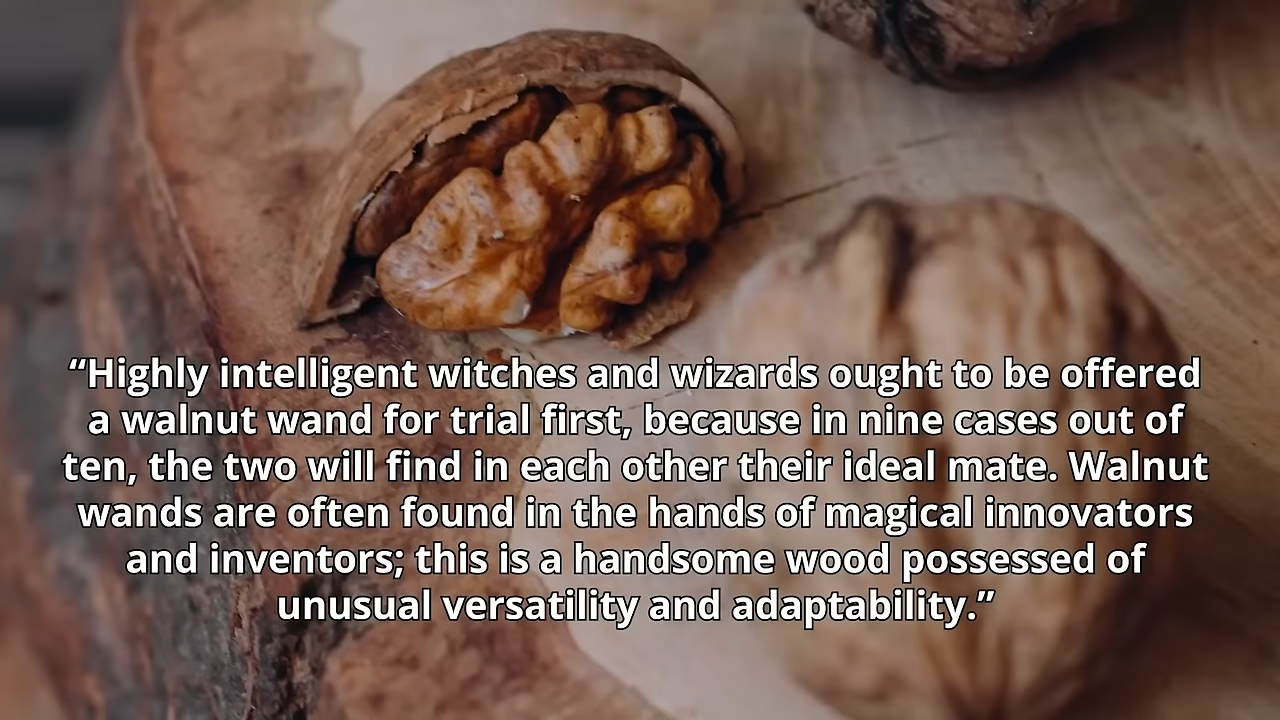 “Highly intelligent witches and wizards ought to be offered
a walnut wand for trial first, because in nine cases out of
ten, the two will find in each other their ideal mate. Walnut
wands are often found in the hands of magical innovators
and inventors; this is a handsome wood possessed of
unusual versatility and adaptability.”